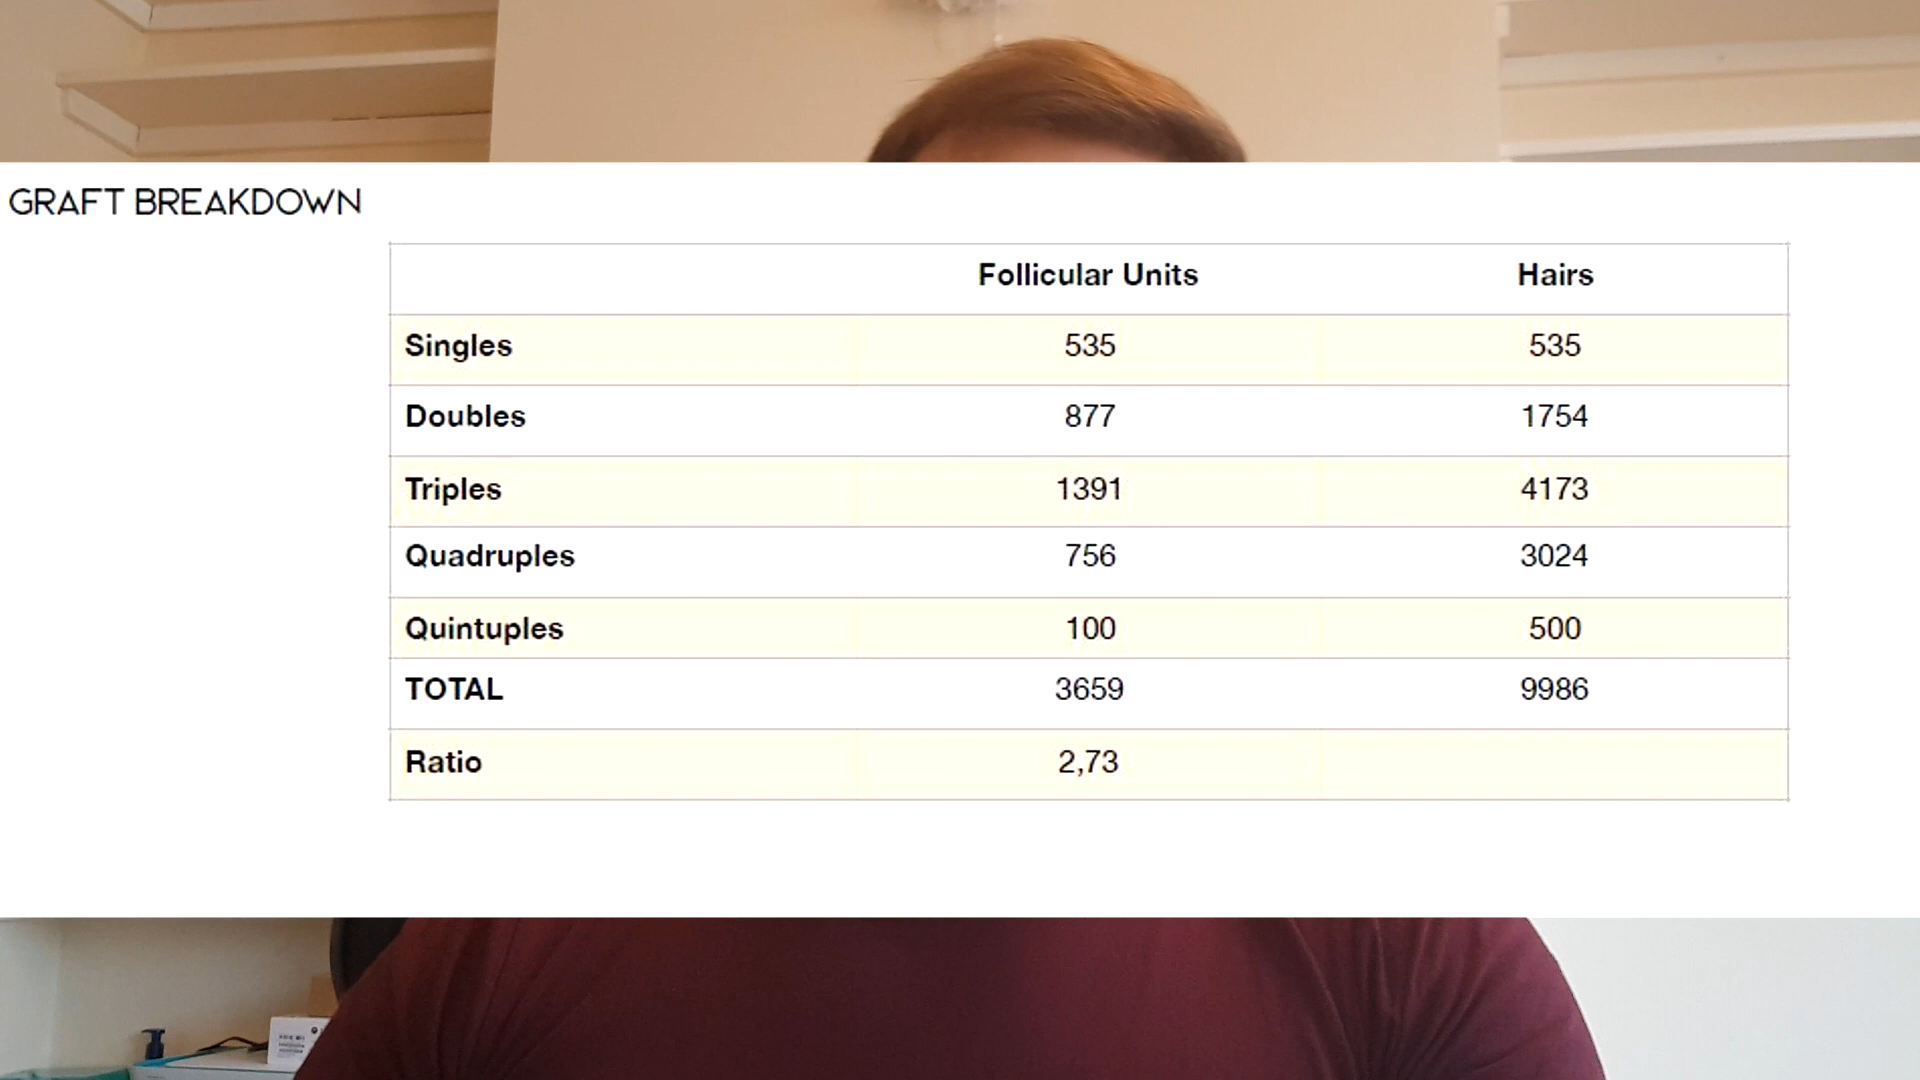 GRAFT BREAKDOWN
Follicular Units Hairs
Singles 535 535
Doubles 877 1754
Triples 1391 4173
Quadruples 756 3024
Quintuples 100 500
TOTAL 3659 9986
Ratio 2,73